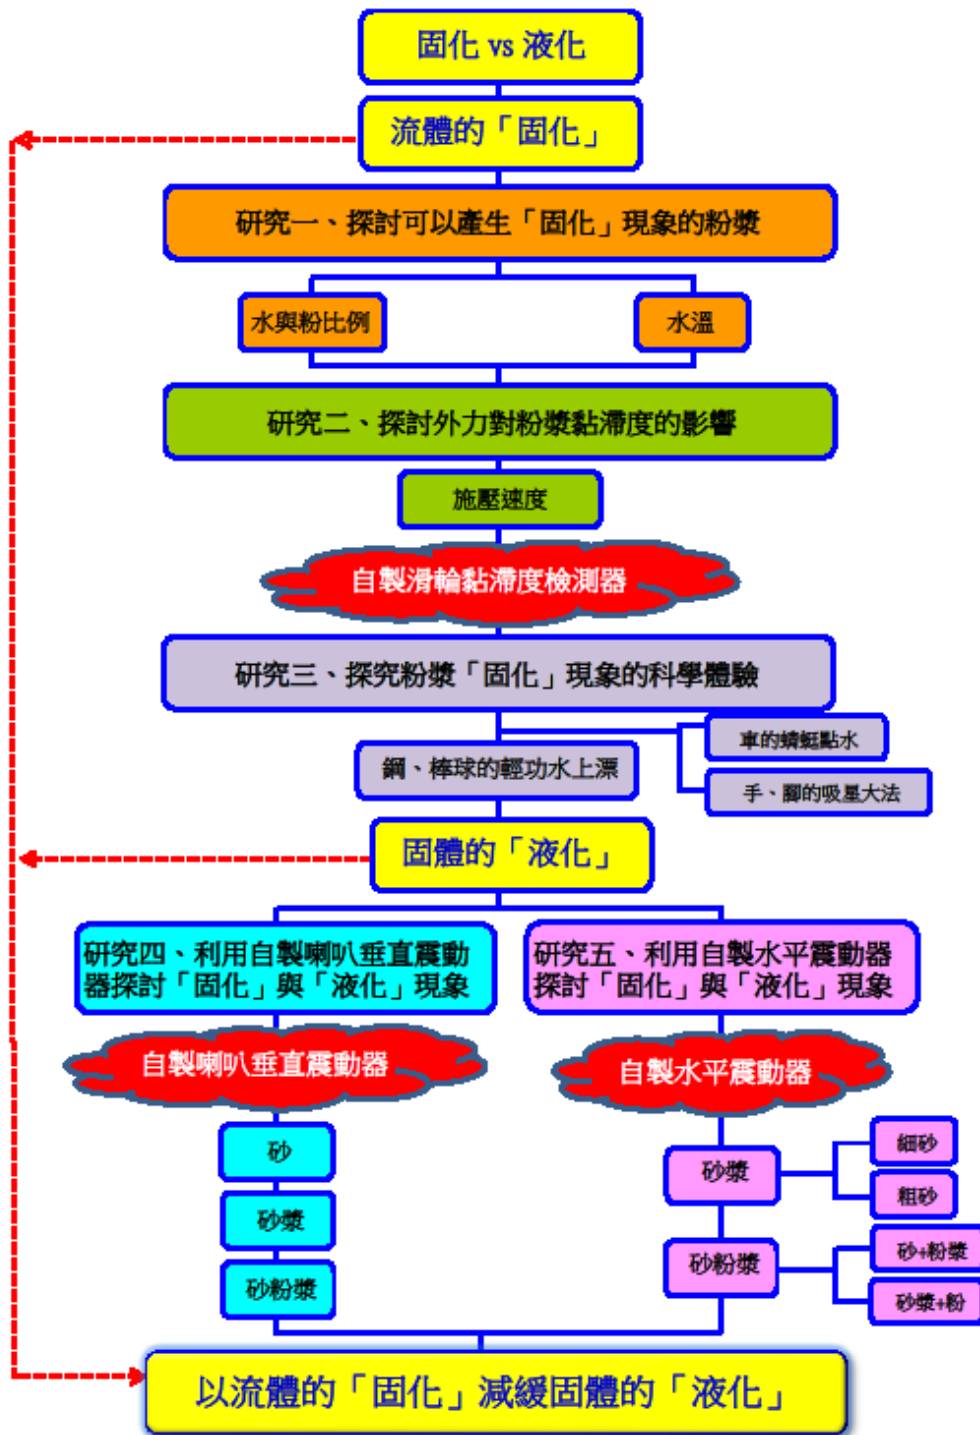 固化 vs 液化
流體的「固化」
研究一、探討可以產生「固化」現象的粉漿
水與粉比例
水溫
研究二、探討外力對粉漿黏滯度的影響
施壓速度
自製滑輪黏滯度檢測器
研究三、探究粉漿「固化」現象的科學體驗
鋼、棒球的輕功水上漂
車的蜻蜓點水
手、腳的吸星大法
固體的「液化」
研究四、利用自製喇叭垂直震動
器探討「固化」與「液化」現象
研究五、利用自製水平震動器
探討「固化」與「液化」現象
自製喇叭垂直震動器
自製水平震動器
砂
砂漿
砂粉漿
砂漿
細砂
粗砂
砂粉漿
砂+粉漿
砂漿+粉
以流體的「固化」減緩固體的「液化」